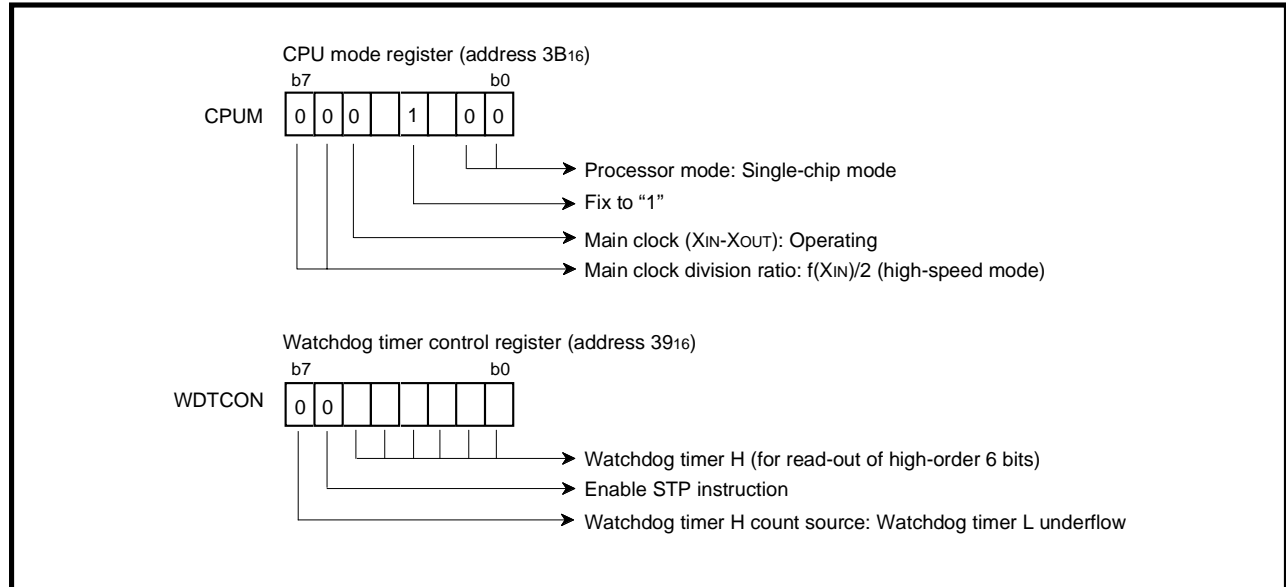 CPU mode register (address 3B16)
b7 b0
CPUM 0 0 0 1 0 0
Processor mode: Single-chip mode
Fix to “1”
Main clock (XIN-XOUT): Operating
Main clock division ratio: f(XIN)/2 (high-speed mode)
Watchdog timer control register (address 3916)
b7 b0
WDTCON 0 0
Watchdog timer H (for read-out of high-order 6 bits)
Enable STP instruction
Watchdog timer H count source: Watchdog timer L underflow